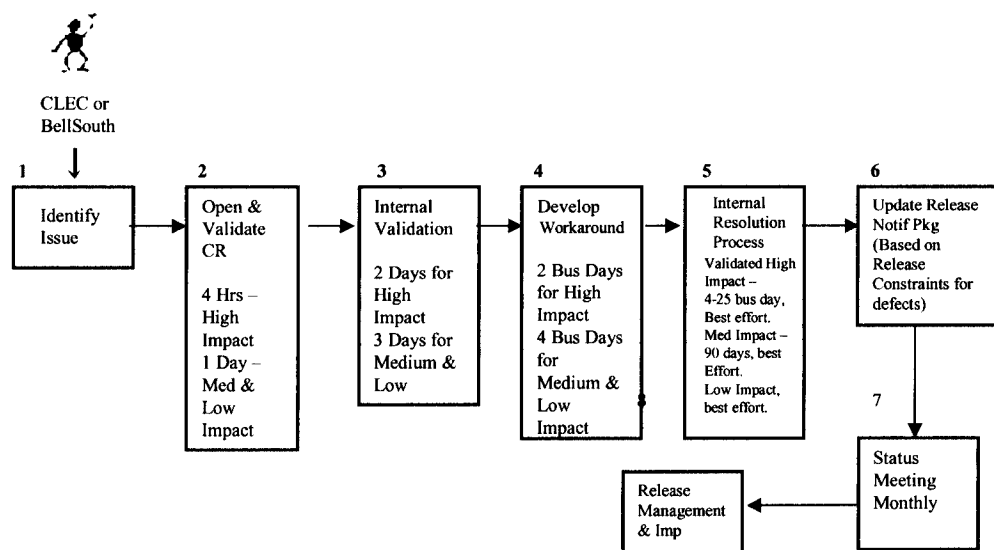 CLEC or
BellSouth
1
Identify
Issue
2
Open &
Validate
CR
4 Hrs –
High
Impact
1 Day –
Med &
Low
Impact
3
Internal
Validation
2 Days for
High
Impact
3 Days for
Medium &
Low
4
Develop
Workaround
2 Bus Days
for High
Impact
4 Bus Days
for
Medium &
Low
Impact
5
Internal
Resolution
Process
Validated High
Impact –
4-25 bus day,
Best effort.
Med Impact –
90 days, best
Effort.
Low Impact,
best effort.
6
Update Release
Notif Pkg
(Based on
Release
Constraints for
defects)
7
Status
Meeting
Monthly
8
Release
Management
& Imp